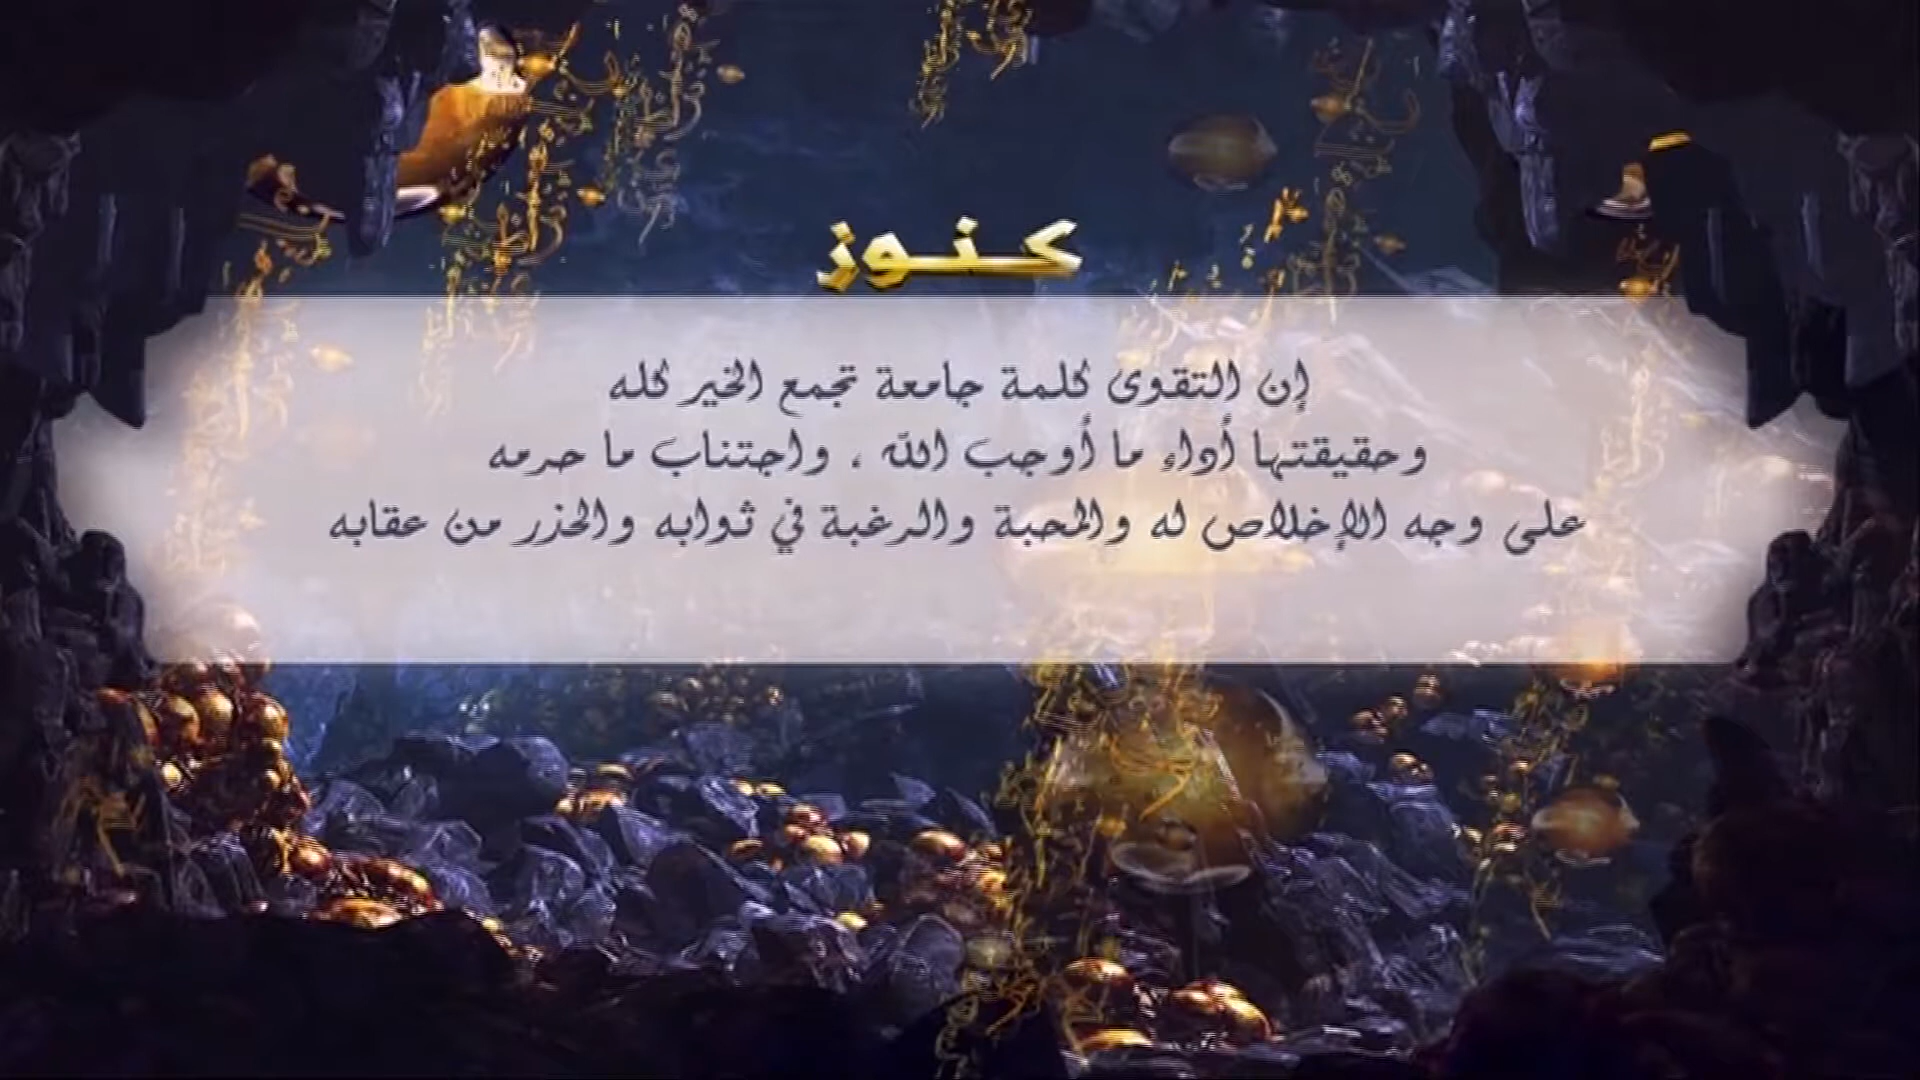 كنوز
إن التقوى كلمة جامعة تجمع الخير كله
وحقيقتها أداء ما أوجب الله ، واجتناب ما حرمه
على وجه الإخلاص له والمحبة والرغبة في ثوابه والحذر من عقابه